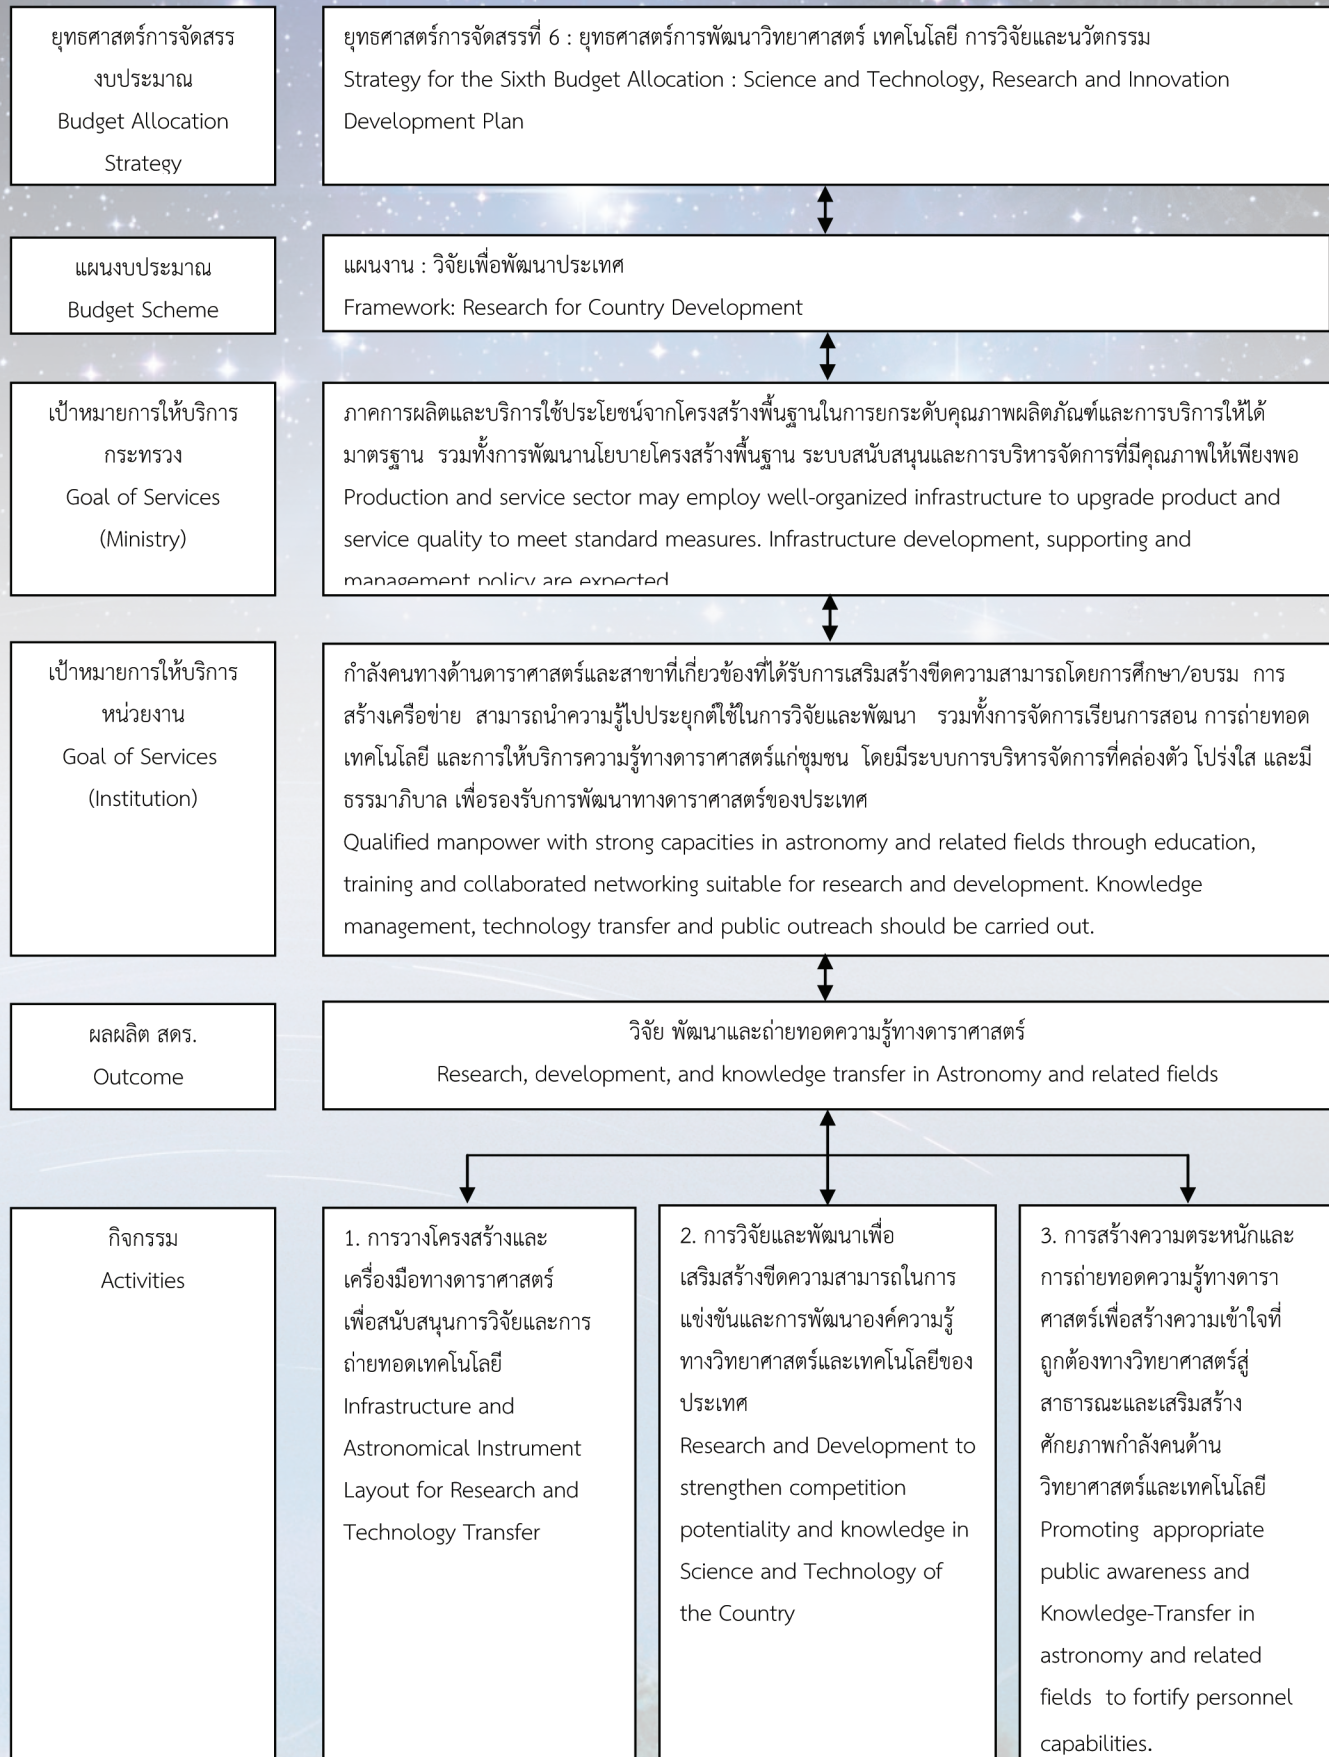 ยุทธศาสตร์การจัดสรร
งบประมาณ
Budget Allocation
Strategy
ยุทธศาสตร์การจัดสรรที่ 6 : ยุทธศาสตร์การพัฒนาวิทยาศาสตร์ เทคโนโลยี การวิจัยและนวัตกรรม
Strategy for the Sixth Budget Allocation : Science and Technology, Research and Innovation
Development Plan
แผนงบประมาณ
Budget Scheme
แผนงาน : วิจัยเพื่อพัฒนาประเทศ
Framework: Research for Country Development
เป้าหมายการให้บริการ
กระทรวง
Goal of Services
(Ministry)
ภาคการผลิตและบริการใช้ประโยชน์จากโครงสร้างพื้นฐานในการยกระดับคุณภาพผลิตภัณฑ์และการบริการให้ได้
มาตรฐาน รวมทั้งการพัฒนานโยบายโครงสร้างพื้นฐาน ระบบสนับสนุนและการบริหารจัดการที่มีคุณภาพให้เพียงพอ
Production and service sector may employ well-organized infrastructure to upgrade product and
service quality to meet standard measures. Infrastructure development, supporting and
management policy are expected
เป้าหมายการให้บริการ
หน่วยงาน
Goal of Services
(Institution)
กำลังคนทางด้านดาราศาสตร์และสาขาที่เกี่ยวข้องที่ได้รับการเสริมสร้างขีดความสามารถโดยการศึกษา/อบรม การ
สร้างเครือข่าย สามารถนำความรู้ไปประยุกต์ใช้ในการวิจัยและพัฒนา รวมทั้งการจัดการเรียนการสอน การถ่ายทอด
เทคโนโลยี และการให้บริการความรู้ทางดาราศาสตร์แก่ชุมชน โดยมีระบบการบริหารจัดการที่คล่องตัว โปร่งใส และมี
ธรรมาภิบาล เพื่อรองรับการพัฒนาทางดาราศาสตร์ของประเทศ
Qualified manpower with strong capacities in astronomy and related fields through education,
training and collaborated networking suitable for research and development. Knowledge
management, technology transfer and public outreach should be carried out.
ผลผลิต สดร.
Outcome
วิจัย พัฒนาและถ่ายทอดความรู้ทางดาราศาสตร์
Research, development, and knowledge transfer in Astronomy and related fields
กิจกรรม
Activities
1. การวางโครงสร้างและ
เครื่องมือทางดาราศาสตร์
เพื่อสนับสนุนการวิจัยและการ
ถ่ายทอดเทคโนโลยี
Infrastructure and
Astronomical Instrument
Layout for Research and
Technology Transfer
2. การวิจัยและพัฒนาเพื่อ
เสริมสร้างขีดความสามารถในการ
แข่งขันและการพัฒนาองค์ความรู้
ทางวิทยาศาสตร์และเทคโนโลยีของ
ประเทศ
Research and Development to
strengthen competition
potentiality and knowledge in
Science and Technology of
the Country
3. การสร้างความตระหนักและ
การถ่ายทอดความรู้ทางดารา
ศาสตร์เพื่อสร้างความเข้าใจที่
ถูกต้องทางวิทยาศาสตร์สู่
สาธารณะและเสริมสร้าง
ศักยภาพกำลังคนด้าน
วิทยาศาสตร์และเทคโนโลยี
Promoting appropriate
public awareness and
Knowledge-Transfer in
astronomy and related
fields to fortify personnel
capabilities.